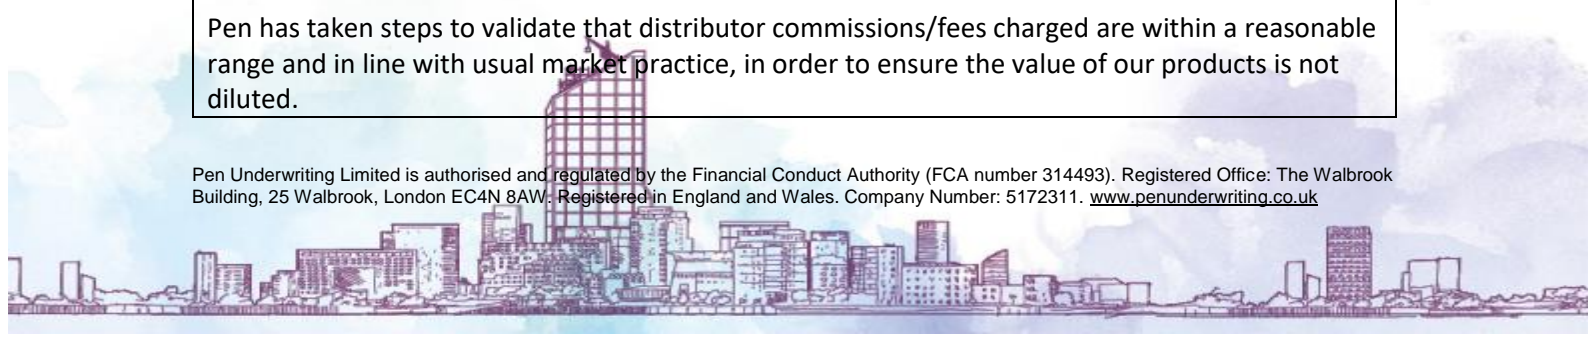 Pen has taken steps to validate that distributor commissions/fees charged are within a reasonable
range and in line with usual market practice, in order to ensure the value of our products is not
diluted.
Pen Underwriting Limited is authorised and regulated by the Financial Conduct Authority (FCA number 314493). Registered Office: The Walbrook
Building, 25 Walbrook, London EC4N 8AW. Registered in England and Wales. Company Number: 5172311. www.penunderwriting.co.uk